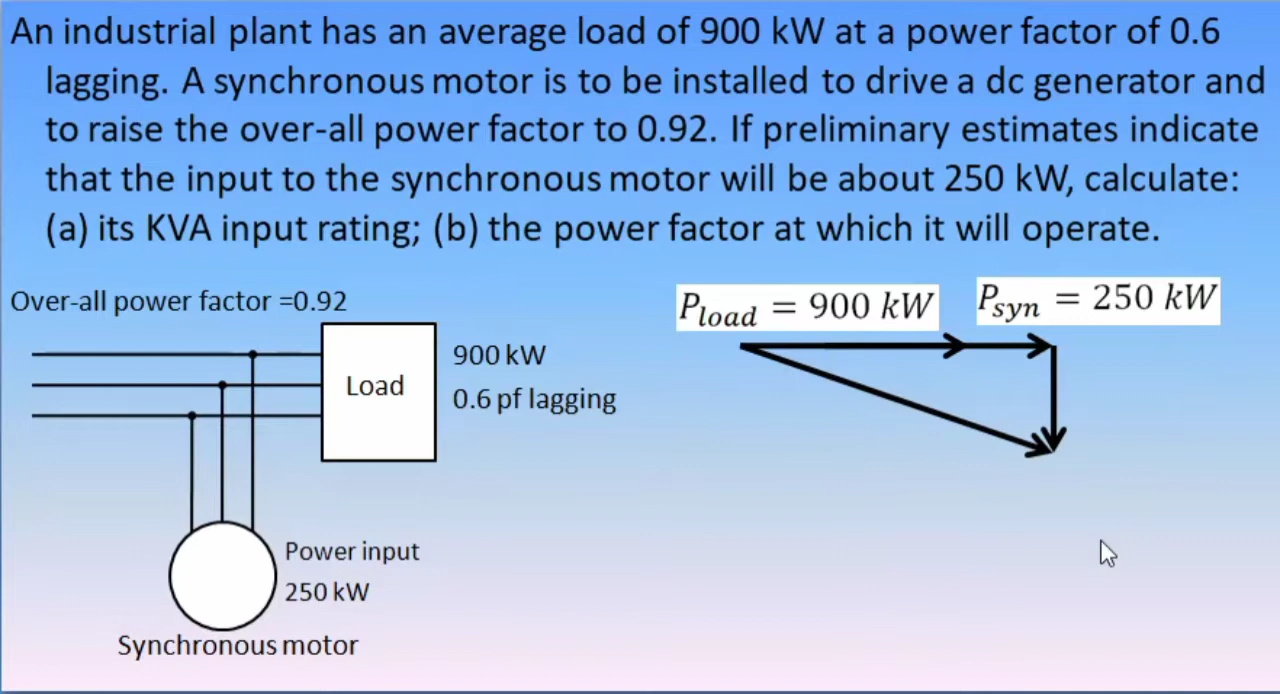 An industrial plant has an average load of 900 kW at a power factor of 0.6
lagging. A synchronous motor is to be installed to drive a dc generator and
to raise the over-all power factor to 0.92. If preliminary estimates indicate
that the input to the synchronous motor will be about 250 kW, calculate:
(a) its KVA input rating; (b) the power factor at which it will operate.
Over-all power factor =0.92
P_load = 900 kW
P_syn = 250 kW
Load
900 kW
0.6 pf lagging
Power input
250 kW
Synchronous motor